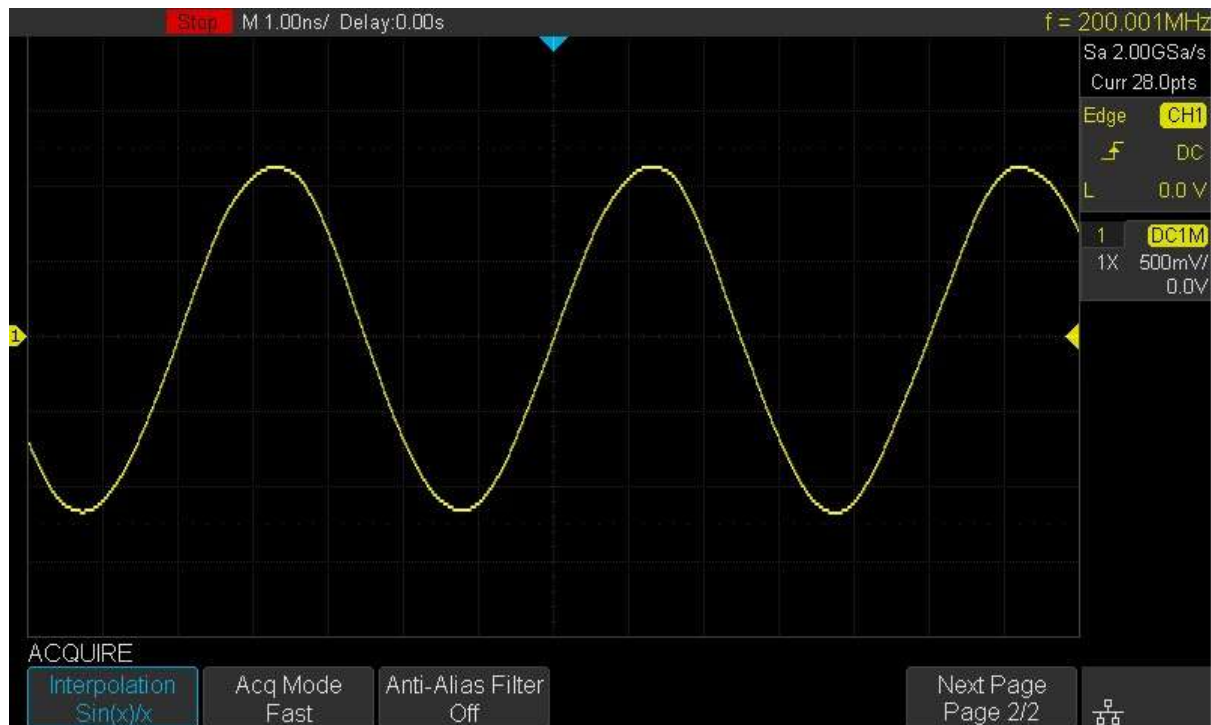 Stop M 1.00ns/ Delay:0.00s f = 200.001MHz
Sa 2.00GSa/s
Curr 28.0pts
Edge CH1
DC
L 0.0 V
1 DC1M
1X 500mV/
0.0V
1
ACQUIRE
Interpolation
Sin(x)/x
Acq Mode
Fast
Anti-Alias Filter
Off
Next Page
Page 2/2